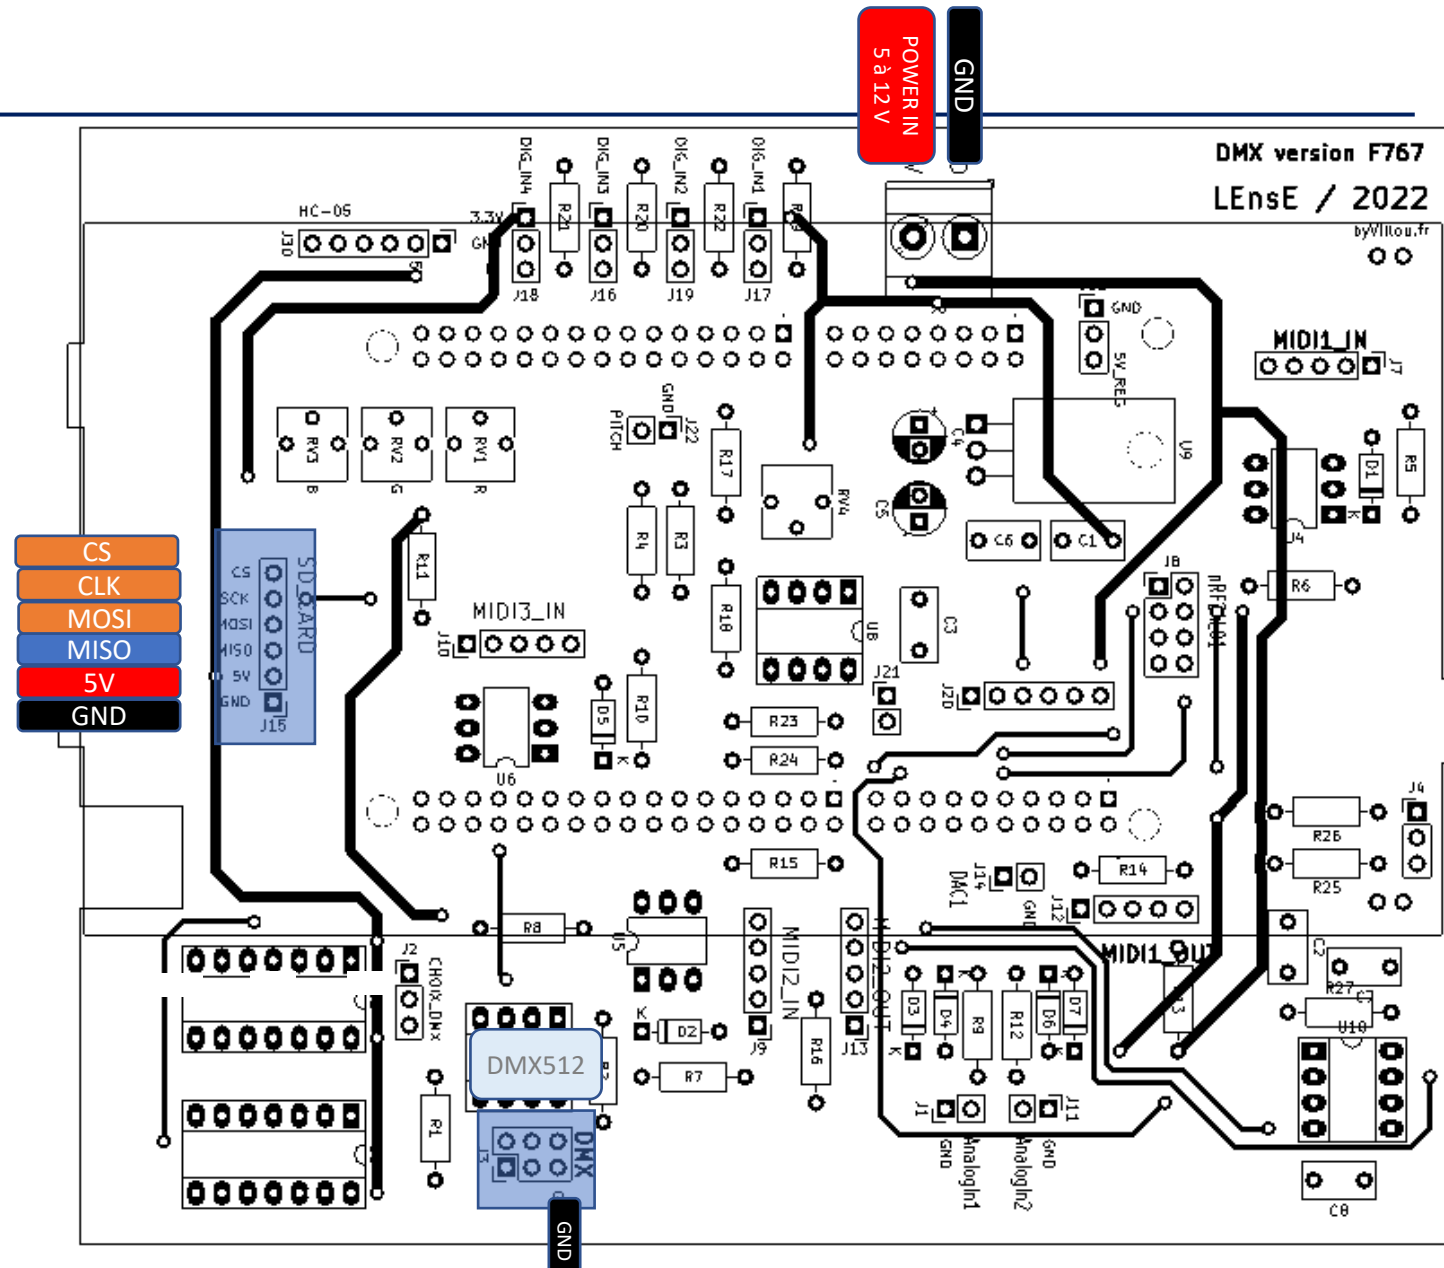 POWER IN
5 à 12 V
GND
DMX version F767
LEnsE / 2022
byVillou.fr
HC-05
J30
3.3V
DIG_IN4
R21
DIG_IN3
R20
DIG_IN2
R22
DIG_IN1
J18
J16
J19
J17
GND
5V_REG
MIDI1_IN
J7
RV3
B
RV2
G
RV1
R
PITCH
GND
J22
R17
RV4
C4
C5
U9
D1
K
R5
J4
C6
C1
R4
R3
R11
R18
U8
C3
J8
R6
CS
CLK
MOSI
MISO
5V
GND
CS
SCK
MOSI
MISO
5V
GND
SD_CARD
J15
MIDI3_IN
J10
U6
D5
K
R10
R23
R24
J21
J20
J4
R26
R25
R15
DAC1
J14
GND
R14
J12
R8
U5
J2
CHOIX_DMX
MIDI2_IN
J9
MIDI2_OUT
J13
MIDI1_OUT
C2
R27
U10
K
D2
R7
R16
D3
K
K
D4
R9
R12
K
D6
D7
K
DMX512
R1
J3
DMX
GND
J1
GND
AnalogIn1
AnalogIn2
J11
GND
C8